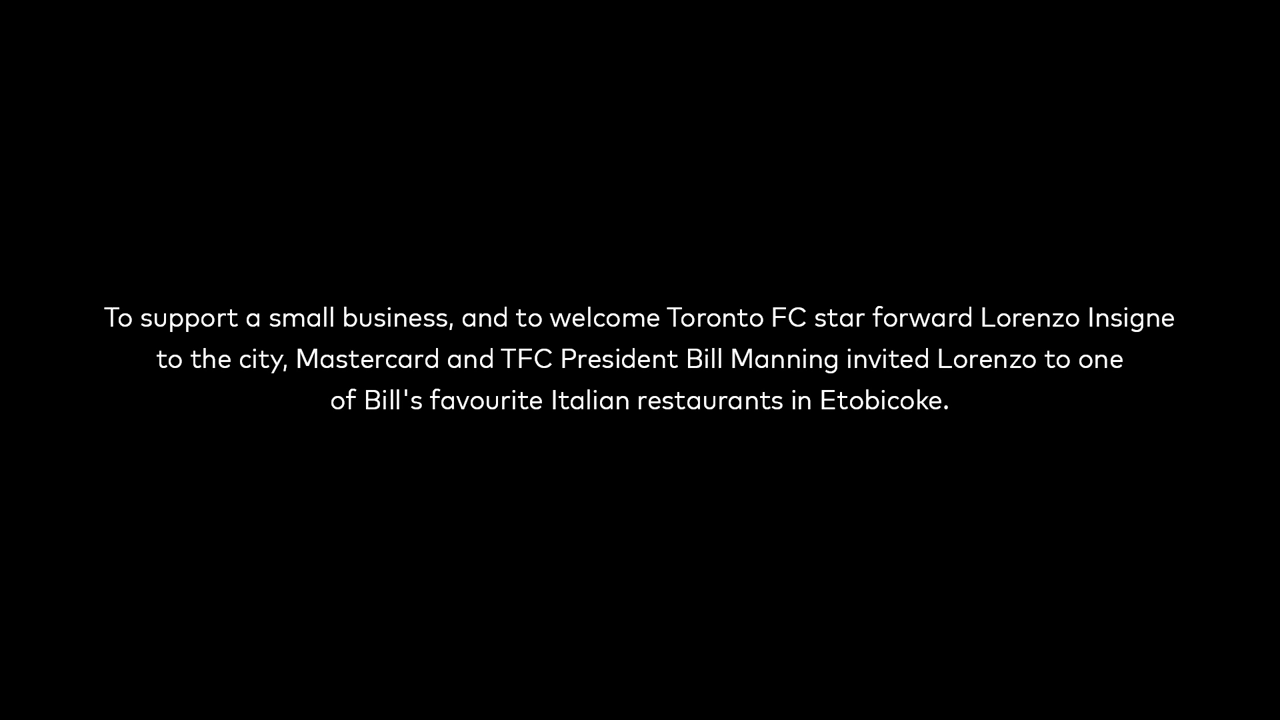 To support a small business, and to welcome Toronto FC star forward Lorenzo Insigne
to the city, Mastercard and TFC President Bill Manning invited Lorenzo to one
of Bill's favourite Italian restaurants in Etobicoke.